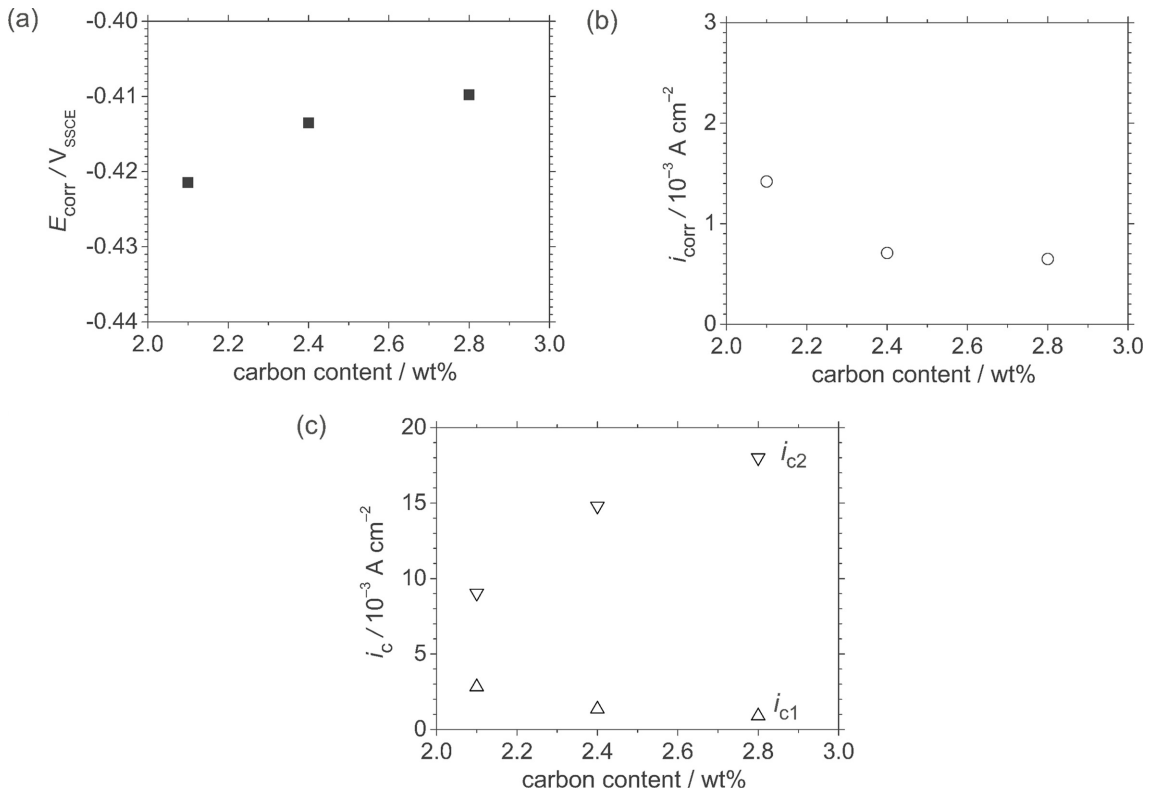 (a)
-0.40
-0.41
-0.42
-0.43
-0.44
E_corr / V_SSCE
2.0 2.2 2.4 2.6 2.8 3.0
carbon content / wt%
(b)
3
2
1
0
i_corr / 10⁻³ A cm⁻²
2.0 2.2 2.4 2.6 2.8 3.0
carbon content / wt%
(c)
20
15
10
5
0
i_c / 10⁻³ A cm⁻²
i_c2
i_c1
2.0 2.2 2.4 2.6 2.8 3.0
carbon content / wt%